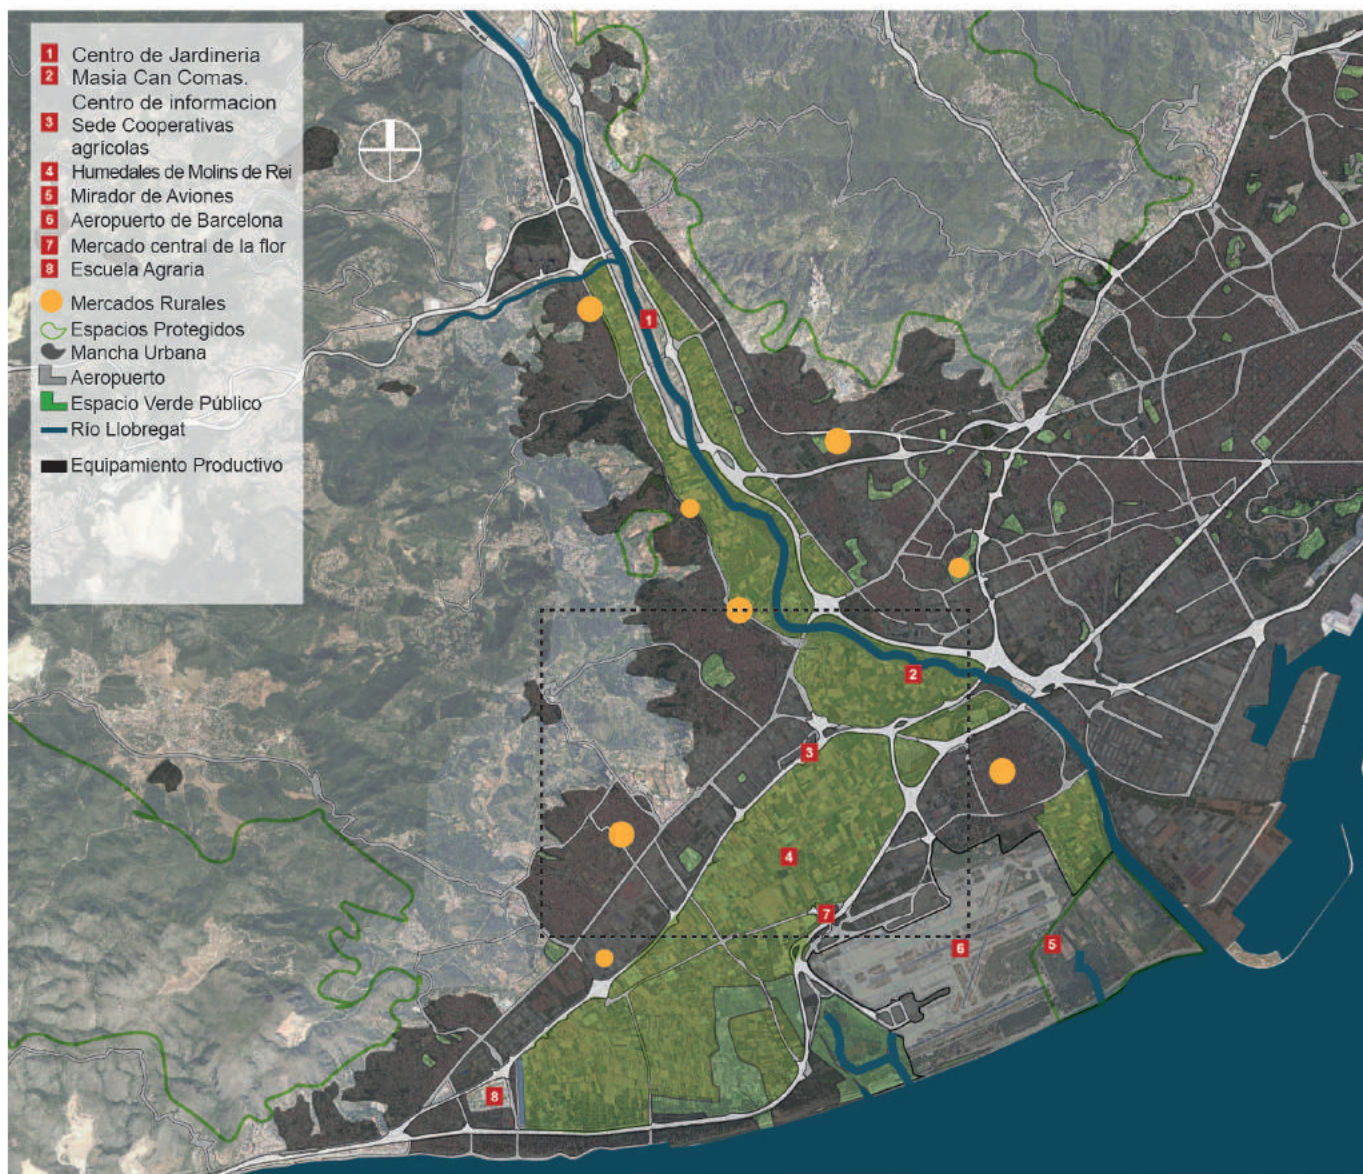 1 Centro de Jardineria
2 Masia Can Comas.
Centro de informacion
3 Sede Cooperativas
agrícolas
4 Humedales de Molins de Rei
5 Mirador de Aviones
6 Aeropuerto de Barcelona
7 Mercado central de la flor
8 Escuela Agraria
Mercados Rurales
Espacios Protegidos
Mancha Urbana
Aeropuerto
Espacio Verde Público
Río Llobregat
Equipamiento Productivo
1
2
3
4
7
6
5
8